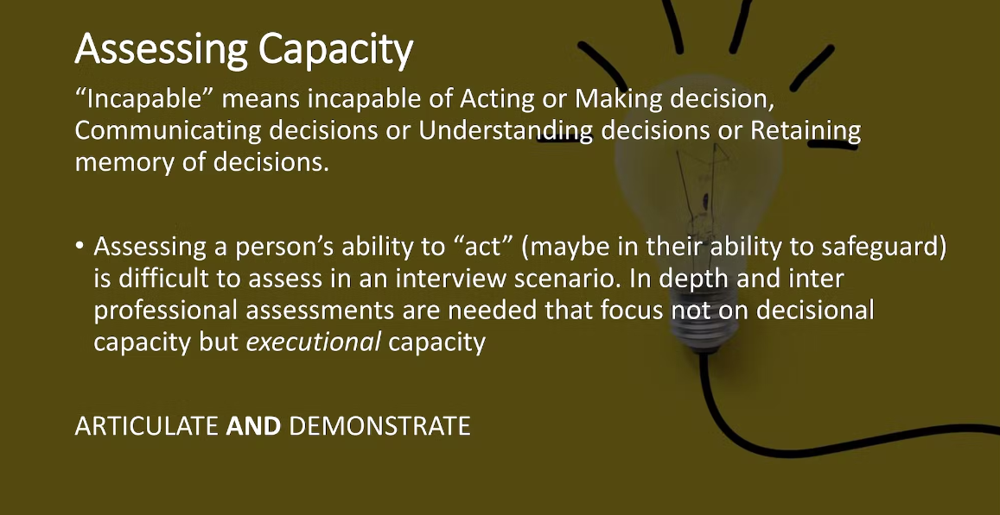 Assessing Capacity
“Incapable” means incapable of Acting or Making decision,
Communicating decisions or Understanding decisions or Retaining
memory of decisions.
• Assessing a person’s ability to “act” (maybe in their ability to safeguard)
is difficult to assess in an interview scenario. In depth and inter
professional assessments are needed that focus not on decisional
capacity but executional capacity
ARTICULATE AND DEMONSTRATE